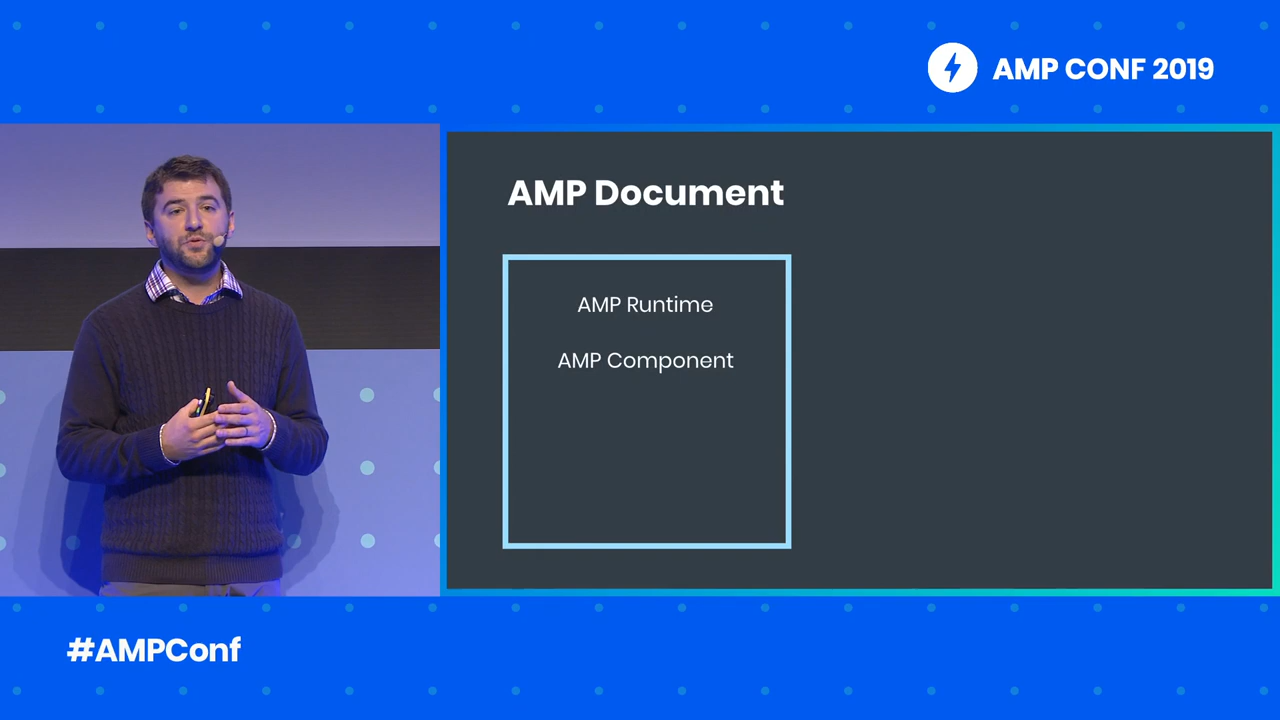 AMP CONF 2019
AMP Document
AMP Runtime
AMP Component
#AMPConf